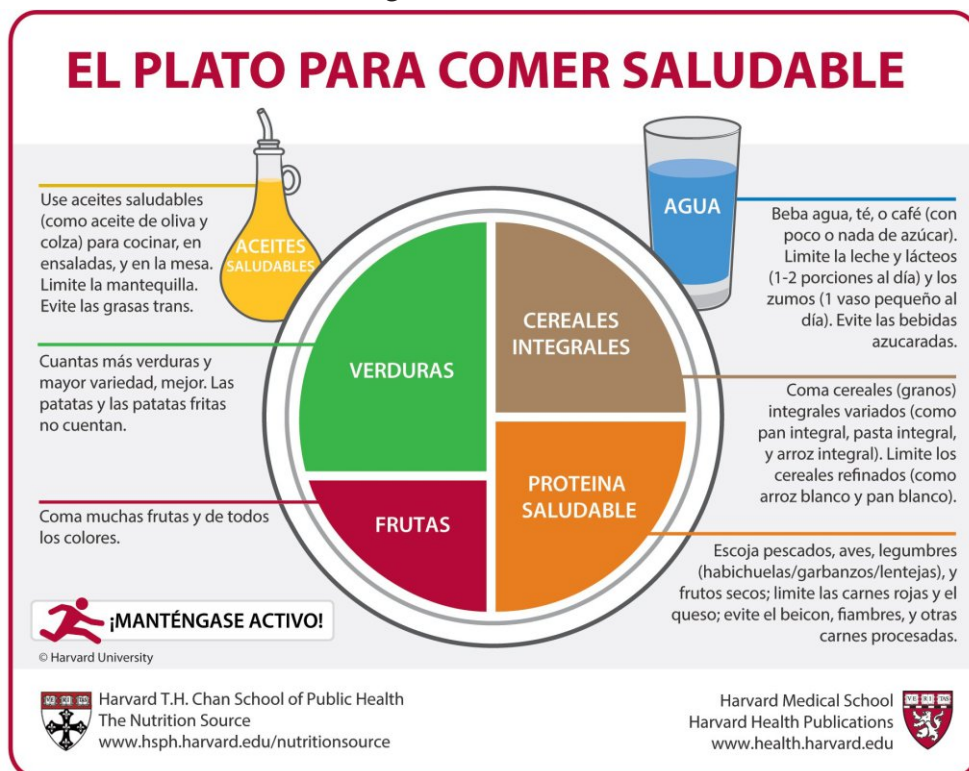 EL PLATO PARA COMER SALUDABLE
Use aceites saludables
(como aceite de oliva y
colza) para cocinar, en
ensaladas, y en la mesa.
Limite la mantequilla.
Evite las grasas trans.
ACEITES
SALUDABLES
AGUA
Beba agua, té, o café (con
poco o nada de azúcar).
Limite la leche y lácteos
(1-2 porciones al día) y los
zumos (1 vaso pequeño al
día). Evite las bebidas
azucaradas.
Cuantas más verduras y
mayor variedad, mejor. Las
patatas y las patatas fritas
no cuentan.
VERDURAS
CEREALES
INTEGRALES
Coma cereales (granos)
integrales variados (como
pan integral, pasta integral,
y arroz integral). Limite los
cereales refinados (como
arroz blanco y pan blanco).
Coma muchas frutas y de todos
los colores.
FRUTAS
PROTEINA
SALUDABLE
Escoja pescados, aves, legumbres
(habichuelas/garbanzos/lentejas), y
frutos secos; limite las carnes rojas y el
queso; evite el beicon, fiambres, y otras
carnes procesadas.
¡MANTÉNGASE ACTIVO!
© Harvard University
Harvard T.H. Chan School of Public Health
The Nutrition Source
www.hsph.harvard.edu/nutritionsource
Harvard Medical School
Harvard Health Publications
www.health.harvard.edu
VE RI TAS